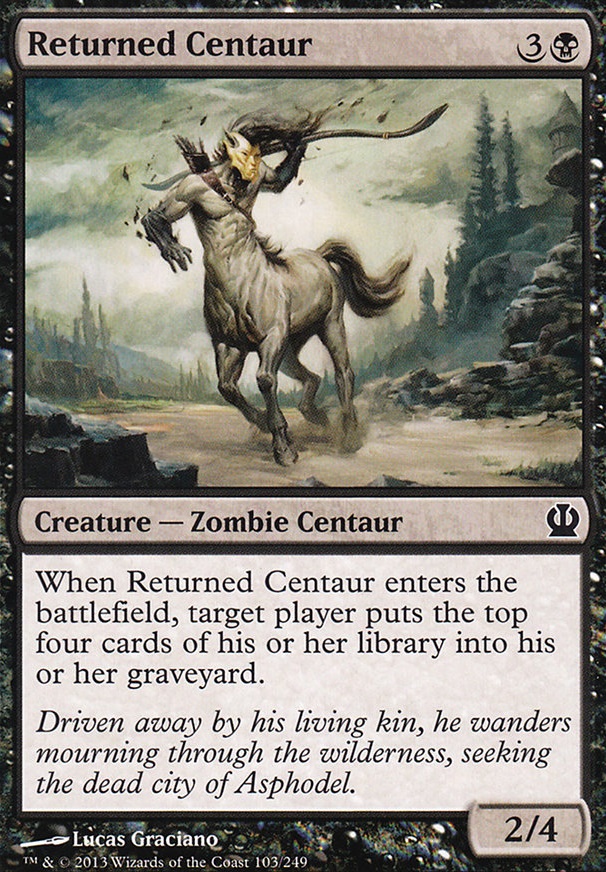 Returned Centaur 3
Creature — Zombie Centaur
When Returned Centaur enters the
battlefield, target player puts the top
four cards of his or her library into his
or her graveyard.
Driven away by his living kin, he wanders
mourning through the wilderness, seeking
the dead city of Asphodel.
2/4
Lucas Graciano
™ & © 2013 Wizards of the Coast 103/249